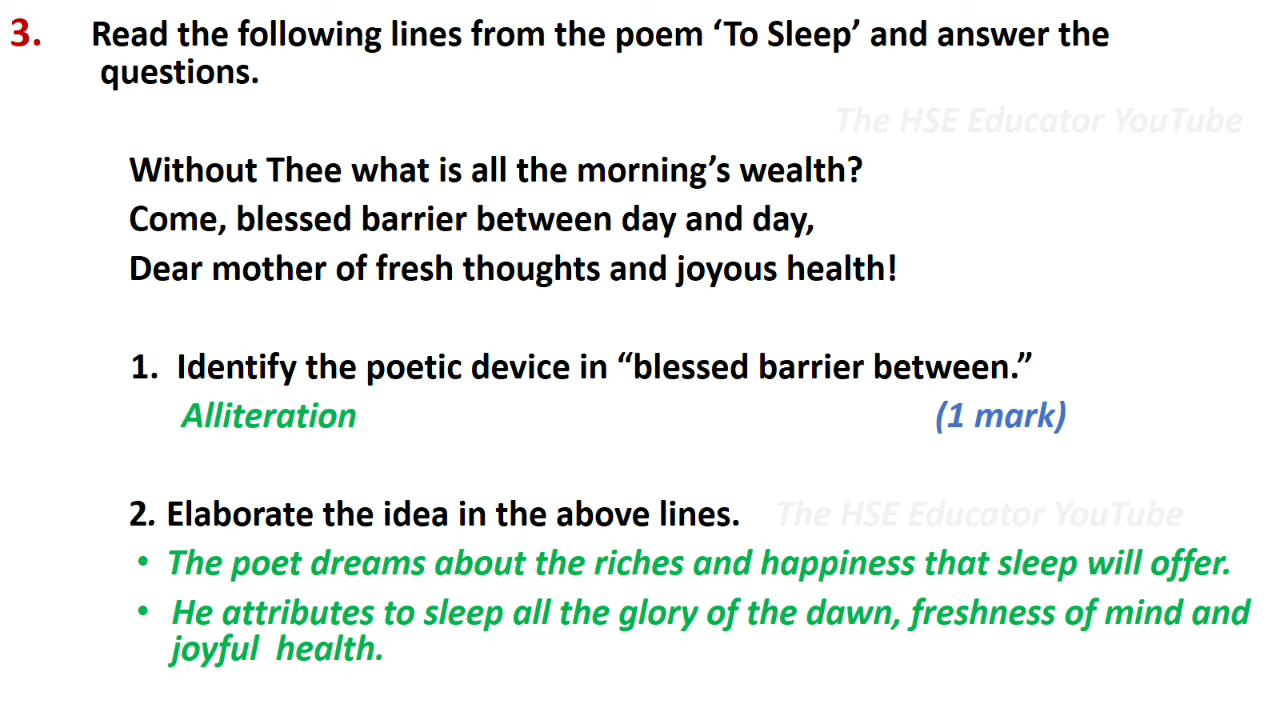 3. Read the following lines from the poem ‘To Sleep’ and answer the
questions.
The HSE Educator YouTube
Without Thee what is all the morning’s wealth?
Come, blessed barrier between day and day,
Dear mother of fresh thoughts and joyous health!
1. Identify the poetic device in “blessed barrier between.”
Alliteration (1 mark)
2. Elaborate the idea in the above lines. The HSE Educator YouTube
• The poet dreams about the riches and happiness that sleep will offer.
• He attributes to sleep all the glory of the dawn, freshness of mind and
joyful health.